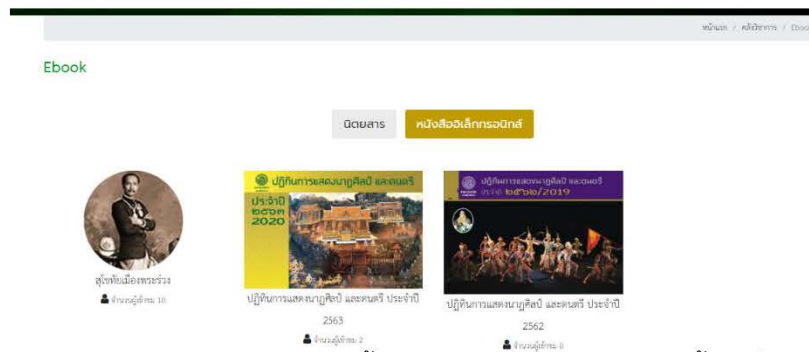 หน้าแรก / คลังวิชาการ / Ebook
Ebook
นิตยสาร
หนังสืออิเล็กทรอนิกส์
ปฏิทินการแสดงนาฏศิลป์ และดนตรี
ประจำปี
๒๕๖๓
2020
ปฏิทินการแสดงนาฏศิลป์ และดนตรี
ประจำปี ๒๕๖๒/2019
สุโขทัยเมืองพระร่วง
จำนวนผู้เข้าชม 10
ปฏิทินการแสดงนาฏศิลป์ และดนตรี ประจำปี
2563
จำนวนผู้เข้าชม 2
ปฏิทินการแสดงนาฏศิลป์ และดนตรี ประจำปี
2562
จำนวนผู้เข้าชม 0